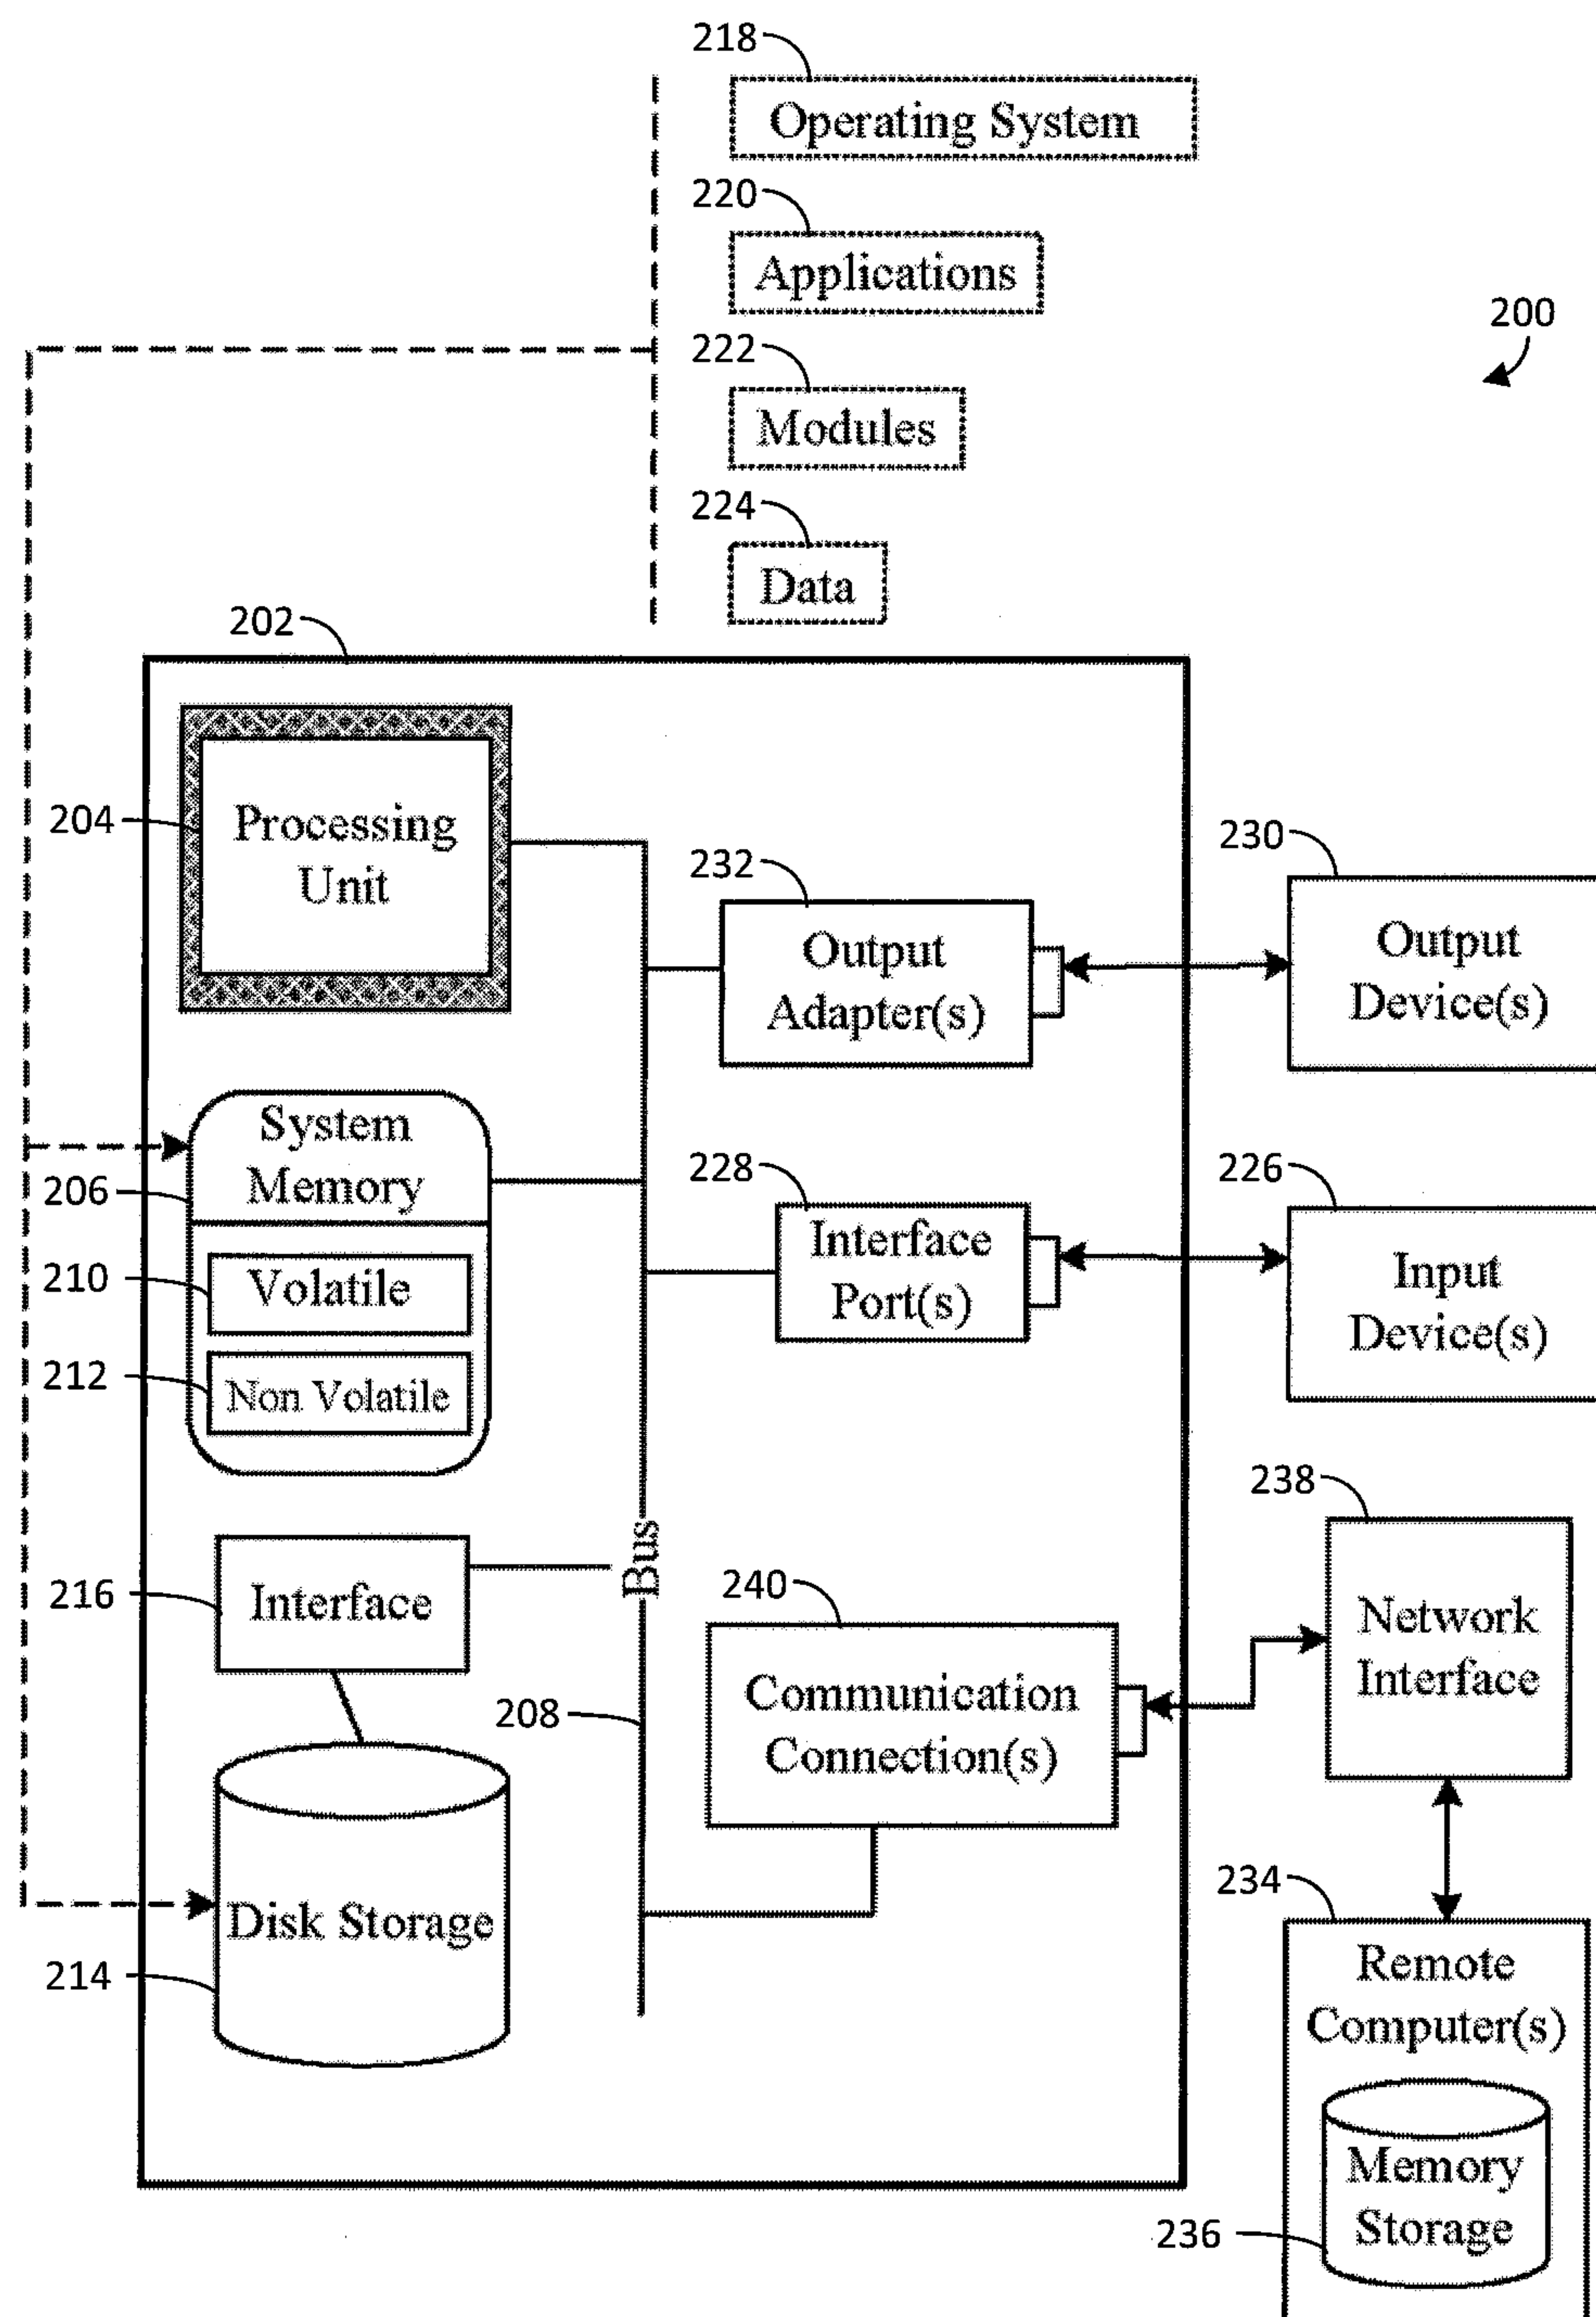 218
Operating System
220
Applications
200
222
Modules
224
Data
202
204
Processing
Unit
232
Output
Adapter(s)
230
Output
Device(s)
System
Memory
206
210
Volatile
212
Non Volatile
228
Interface
Port(s)
226
Input
Device(s)
216
Interface
Bus
208
240
Communication
Connection(s)
238
Network
Interface
214
Disk Storage
234
Remote
Computer(s)
236
Memory
Storage